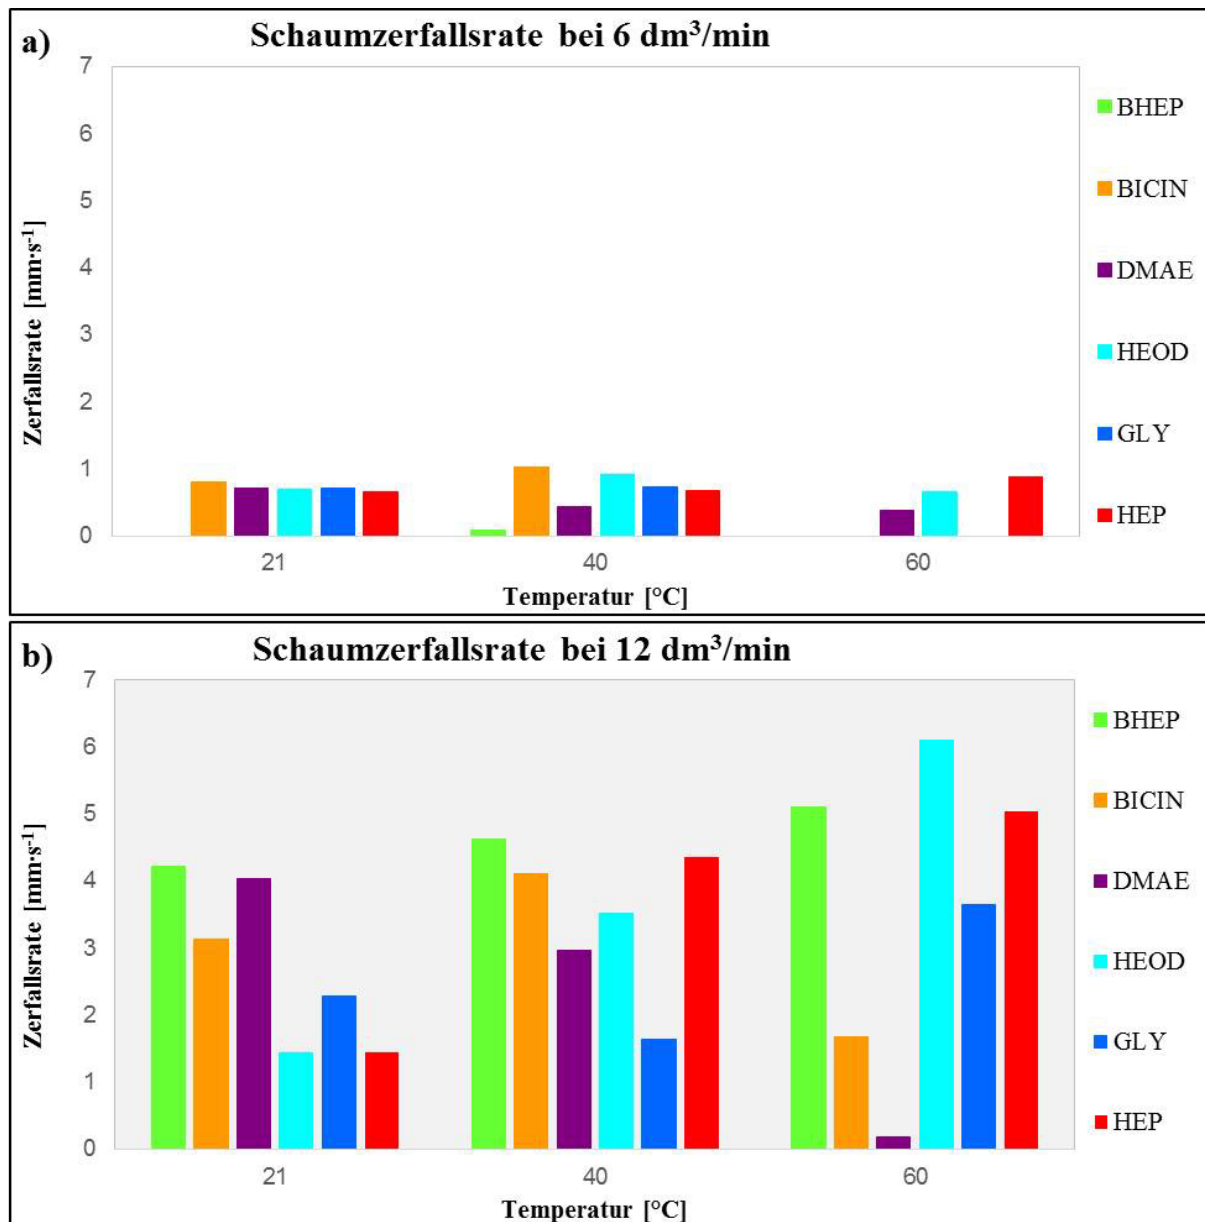 a)
Schaumzerfallsrate bei 6 dm³/min
Zerfallsrate [mm·s⁻¹]
7
6
5
4
3
2
1
0
21
40
60
Temperatur [°C]
BHEP
BICIN
DMAE
HEOD
GLY
HEP
b)
Schaumzerfallsrate bei 12 dm³/min
Zerfallsrate [mm·s⁻¹]
7
6
5
4
3
2
1
0
21
40
60
Temperatur [°C]
BHEP
BICIN
DMAE
HEOD
GLY
HEP